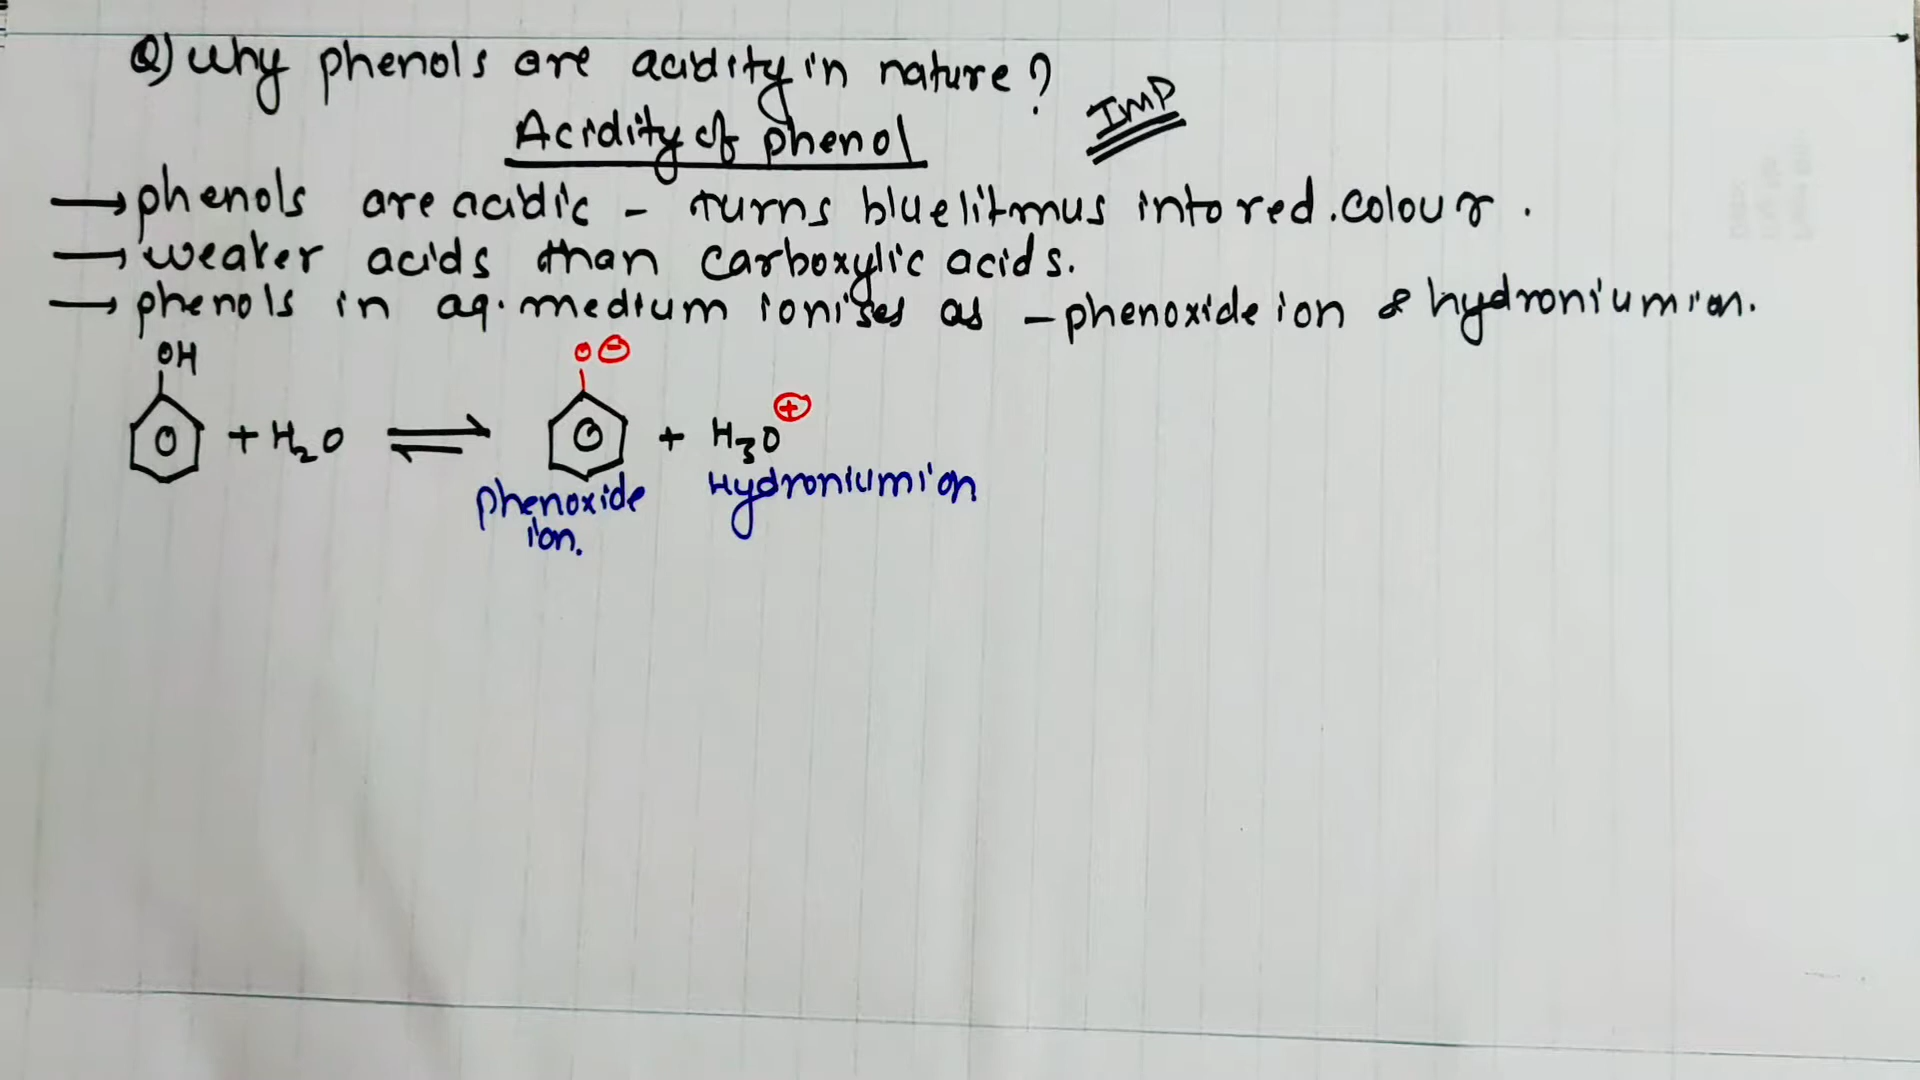 Q) Why phenols are acidity in nature?
IMP
Acidity of phenol
→ phenols are acidic - turns blue litmus into red.colour.
→ weaker acids than carboxylic acids.
→ phenols in aq. medium ionises as - phenoxide ion & hydronium ion.
OH O⊖
+ H₂O ⇌ + H₃O⊕
phenoxide ion. Hydronium ion